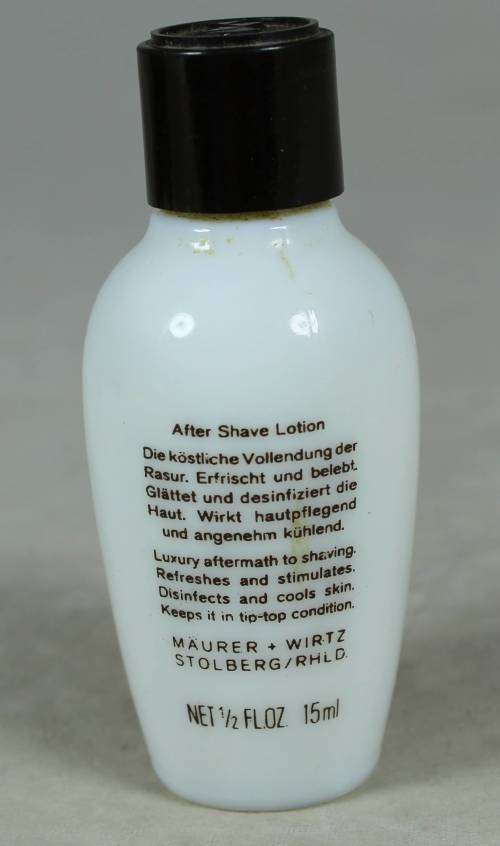 After Shave Lotion
Die köstliche Vollendung der
Rasur. Erfrischt und belebt.
Glättet und desinfiziert die
Haut. Wirkt hautpflegend
und angenehm kühlend.
Luxury aftermath to shaving.
Refreshes and stimulates.
Disinfects and cools skin.
Keeps it in tip-top condition.
MÄURER + WIRTZ
STOLBERG/RHLD.
NET 1/2 FL.OZ. 15ml